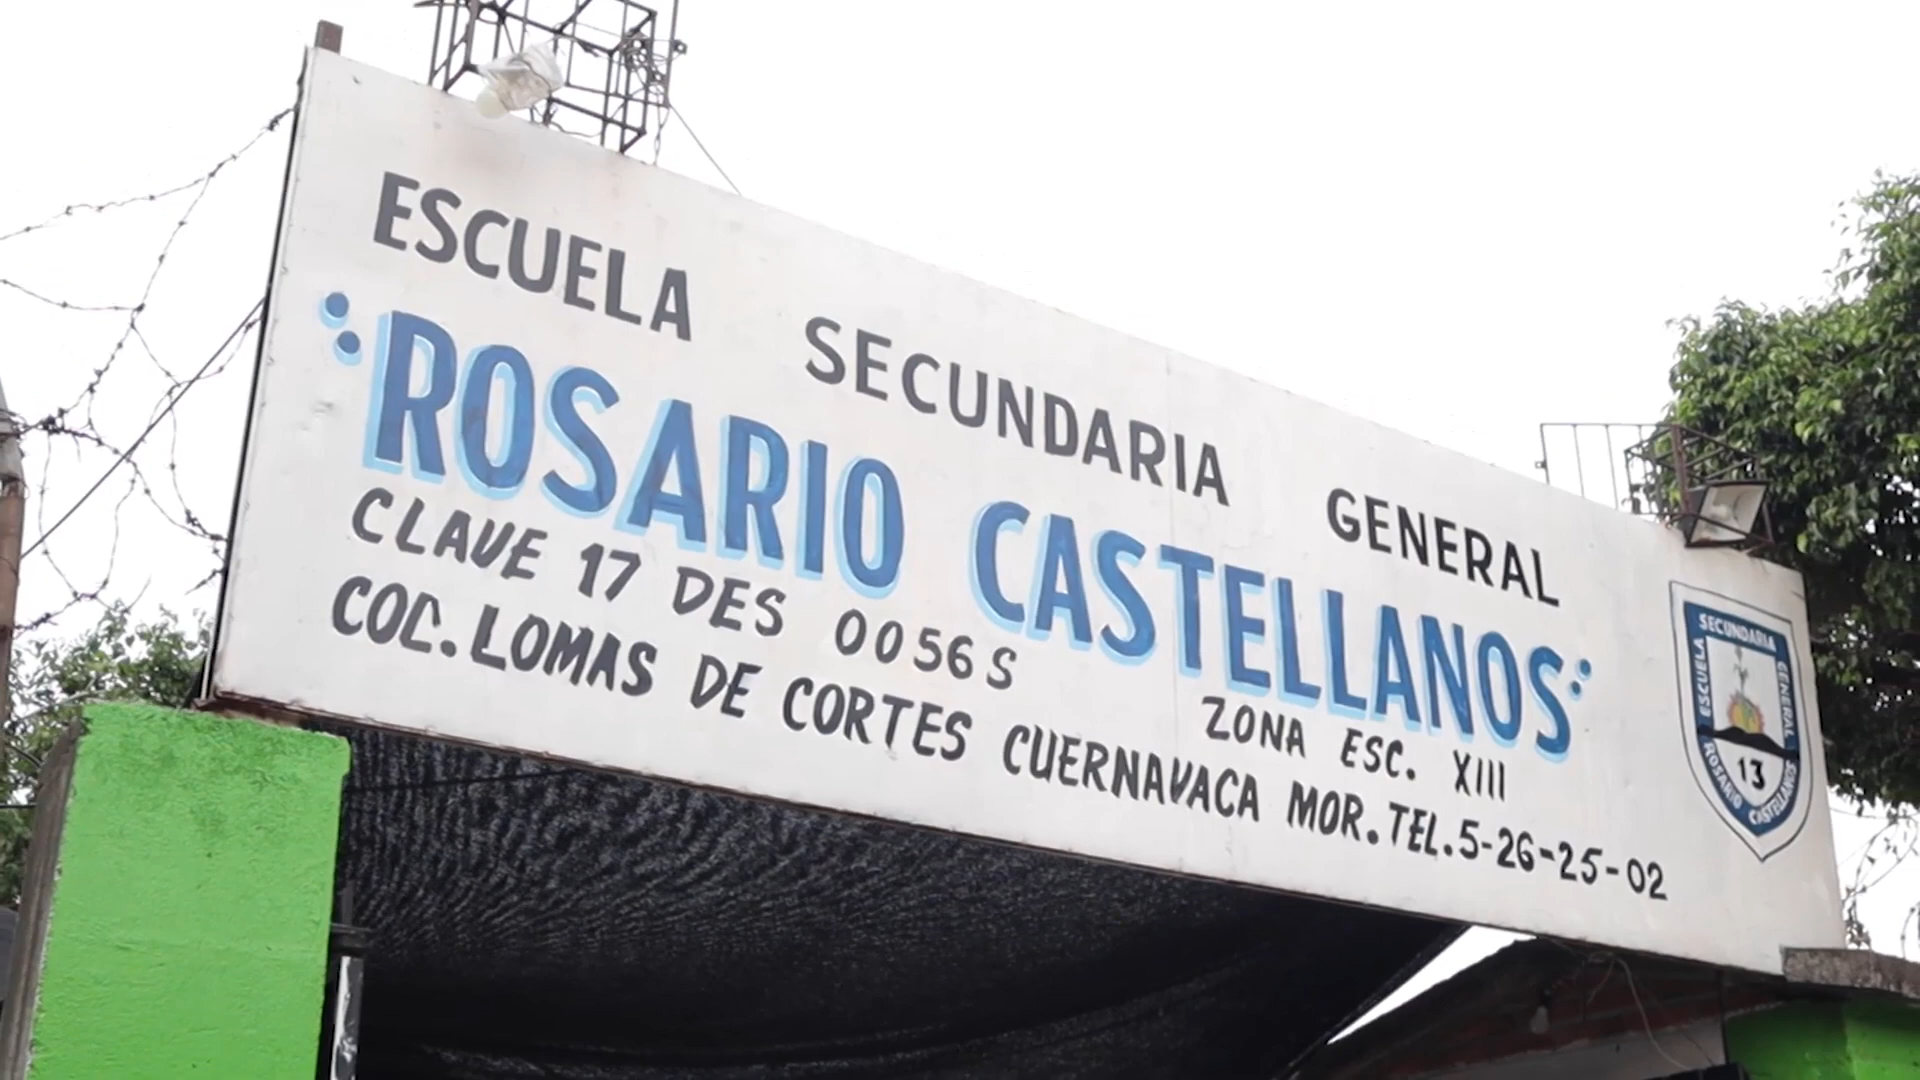 ESCUELA SECUNDARIA GENERAL
:ROSARIO CASTELLANOS:
CLAVE 17 DES 0056S ZONA ESC. XIII
COL. LOMAS DE CORTES CUERNAVACA MOR. TEL. 5-26-25-02
ESCUELA SECUNDARIA GENERAL
13
ROSARIO CASTELLANOS